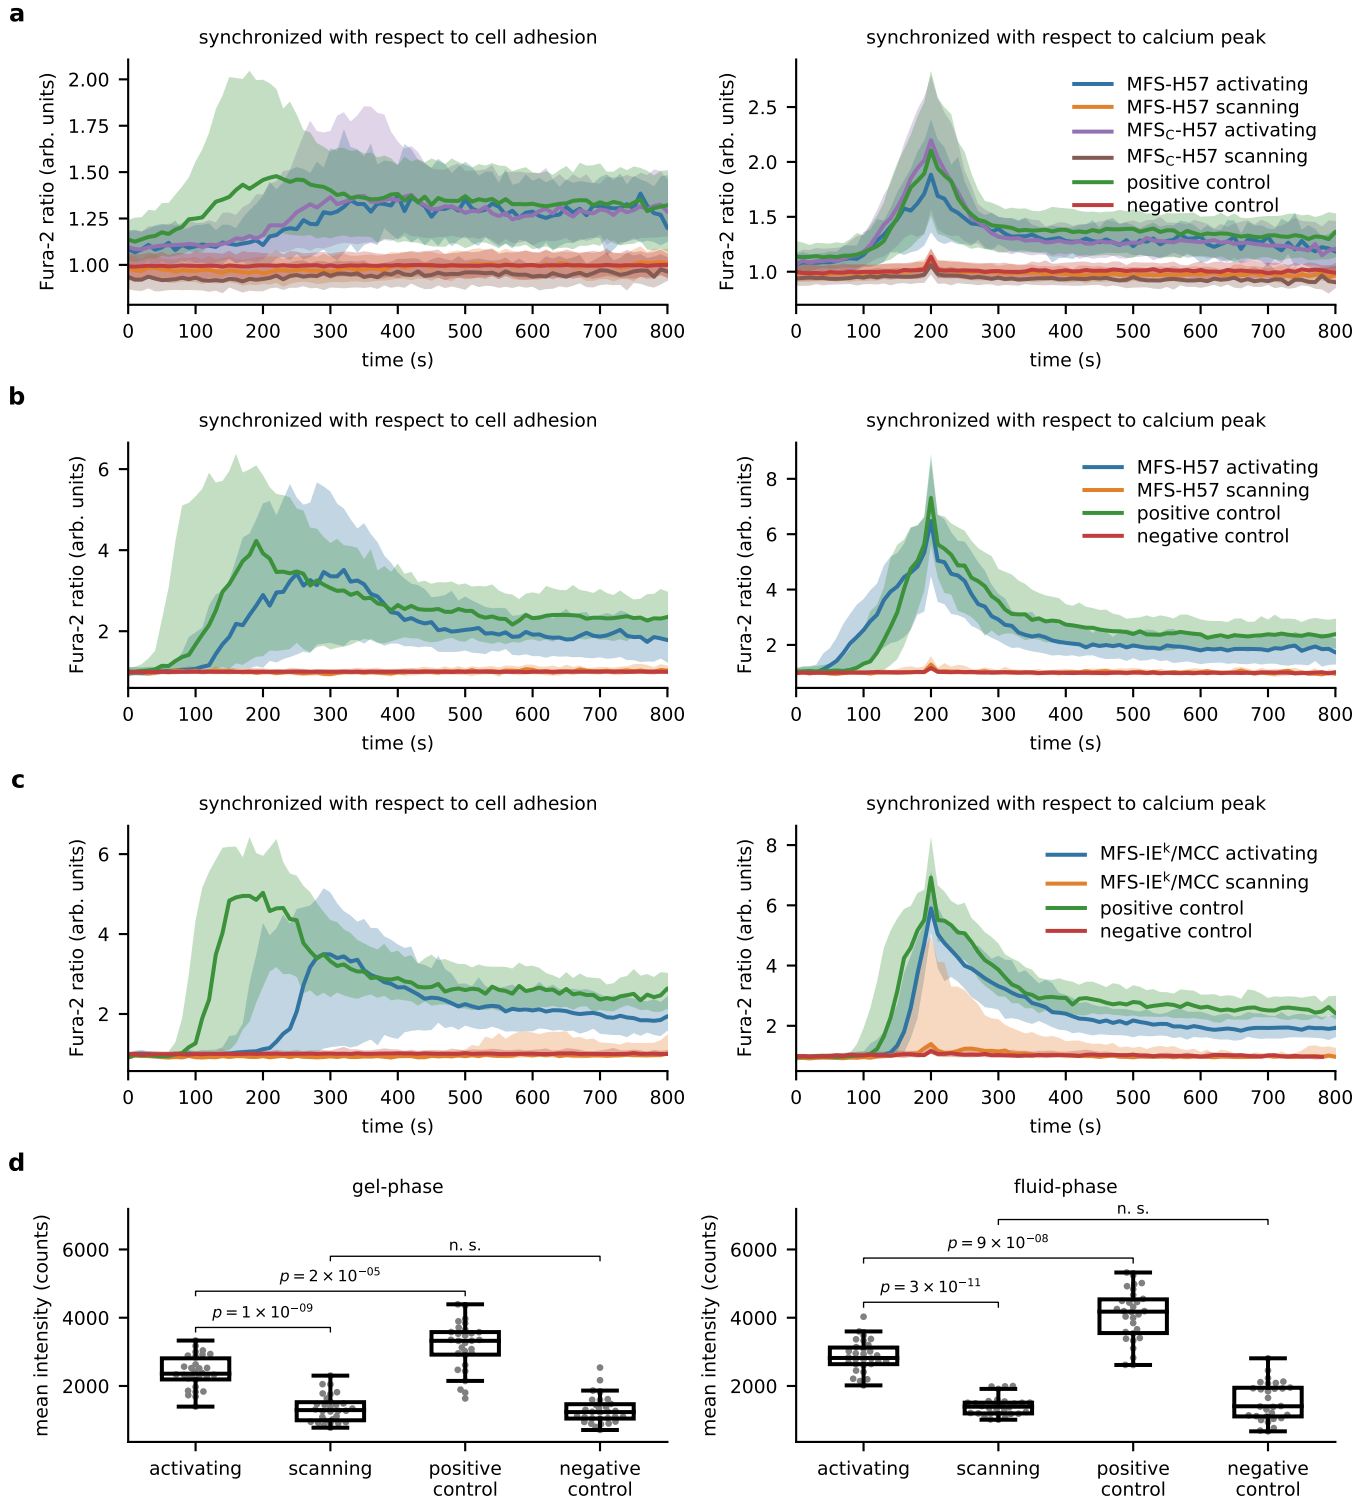 a
synchronized with respect to cell adhesion
Fura-2 ratio (arb. units)
2.00
1.75
1.50
1.25
1.00
0 100 200 300 400 500 600 700 800
time (s)
synchronized with respect to calcium peak
Fura-2 ratio (arb. units)
2.5
2.0
1.5
1.0
MFS-H57 activating
MFS-H57 scanning
MFS_C-H57 activating
MFS_C-H57 scanning
positive control
negative control
0 100 200 300 400 500 600 700 800
time (s)
b
synchronized with respect to cell adhesion
Fura-2 ratio (arb. units)
6
4
2
0 100 200 300 400 500 600 700 800
time (s)
synchronized with respect to calcium peak
Fura-2 ratio (arb. units)
8
6
4
2
MFS-H57 activating
MFS-H57 scanning
positive control
negative control
0 100 200 300 400 500 600 700 800
time (s)
c
synchronized with respect to cell adhesion
Fura-2 ratio (arb. units)
6
4
2
0 100 200 300 400 500 600 700 800
time (s)
synchronized with respect to calcium peak
Fura-2 ratio (arb. units)
8
6
4
2
MFS-IE^k/MCC activating
MFS-IE^k/MCC scanning
positive control
negative control
0 100 200 300 400 500 600 700 800
time (s)
d
gel-phase
mean intensity (counts)
6000
4000
2000
n. s.
p = 2 × 10^−05
p = 1 × 10^−09
activating scanning positive negative
control control
fluid-phase
mean intensity (counts)
6000
4000
2000
n. s.
p = 9 × 10^−08
p = 3 × 10^−11
activating scanning positive negative
control control